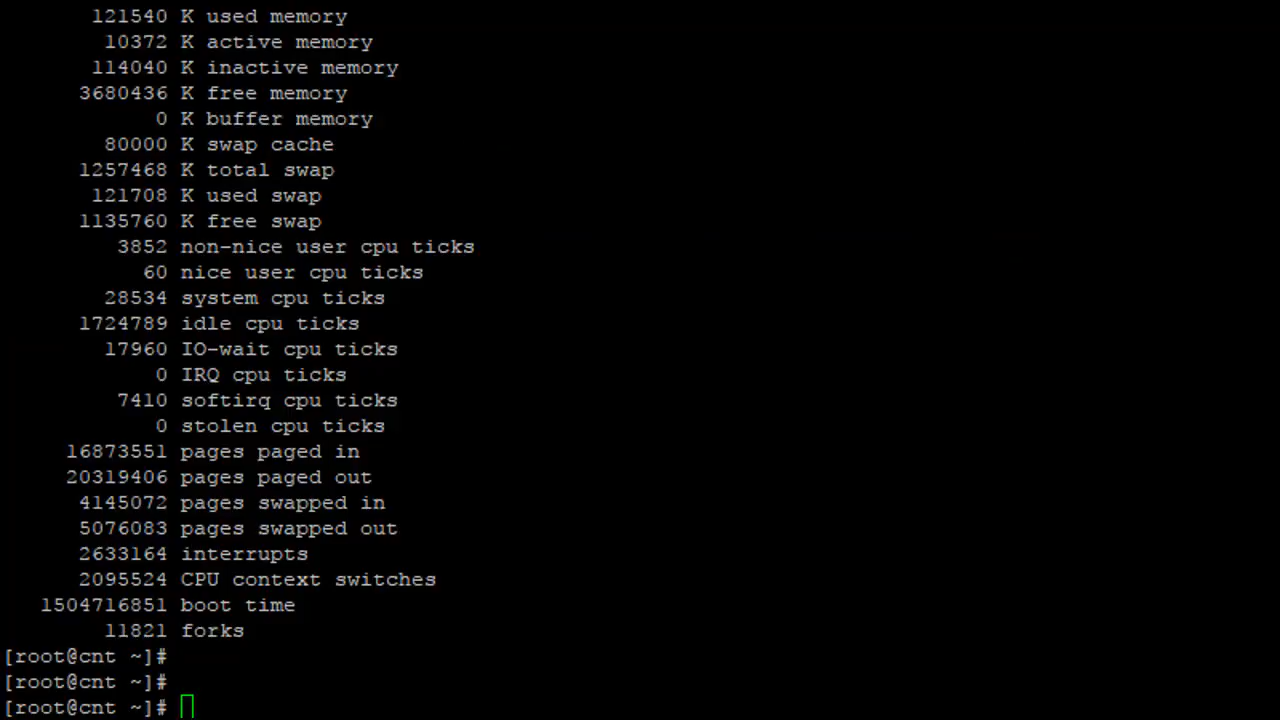 121540 K used memory
10372 K active memory
114040 K inactive memory
3680436 K free memory
0 K buffer memory
80000 K swap cache
1257468 K total swap
121708 K used swap
1135760 K free swap
3852 non-nice user cpu ticks
60 nice user cpu ticks
28534 system cpu ticks
1724789 idle cpu ticks
17960 IO-wait cpu ticks
0 IRQ cpu ticks
7410 softirq cpu ticks
0 stolen cpu ticks
16873551 pages paged in
20319406 pages paged out
4145072 pages swapped in
5076083 pages swapped out
2633164 interrupts
2095524 CPU context switches
1504716851 boot time
11821 forks
[root@cnt ~]#
[root@cnt ~]#
[root@cnt ~]#